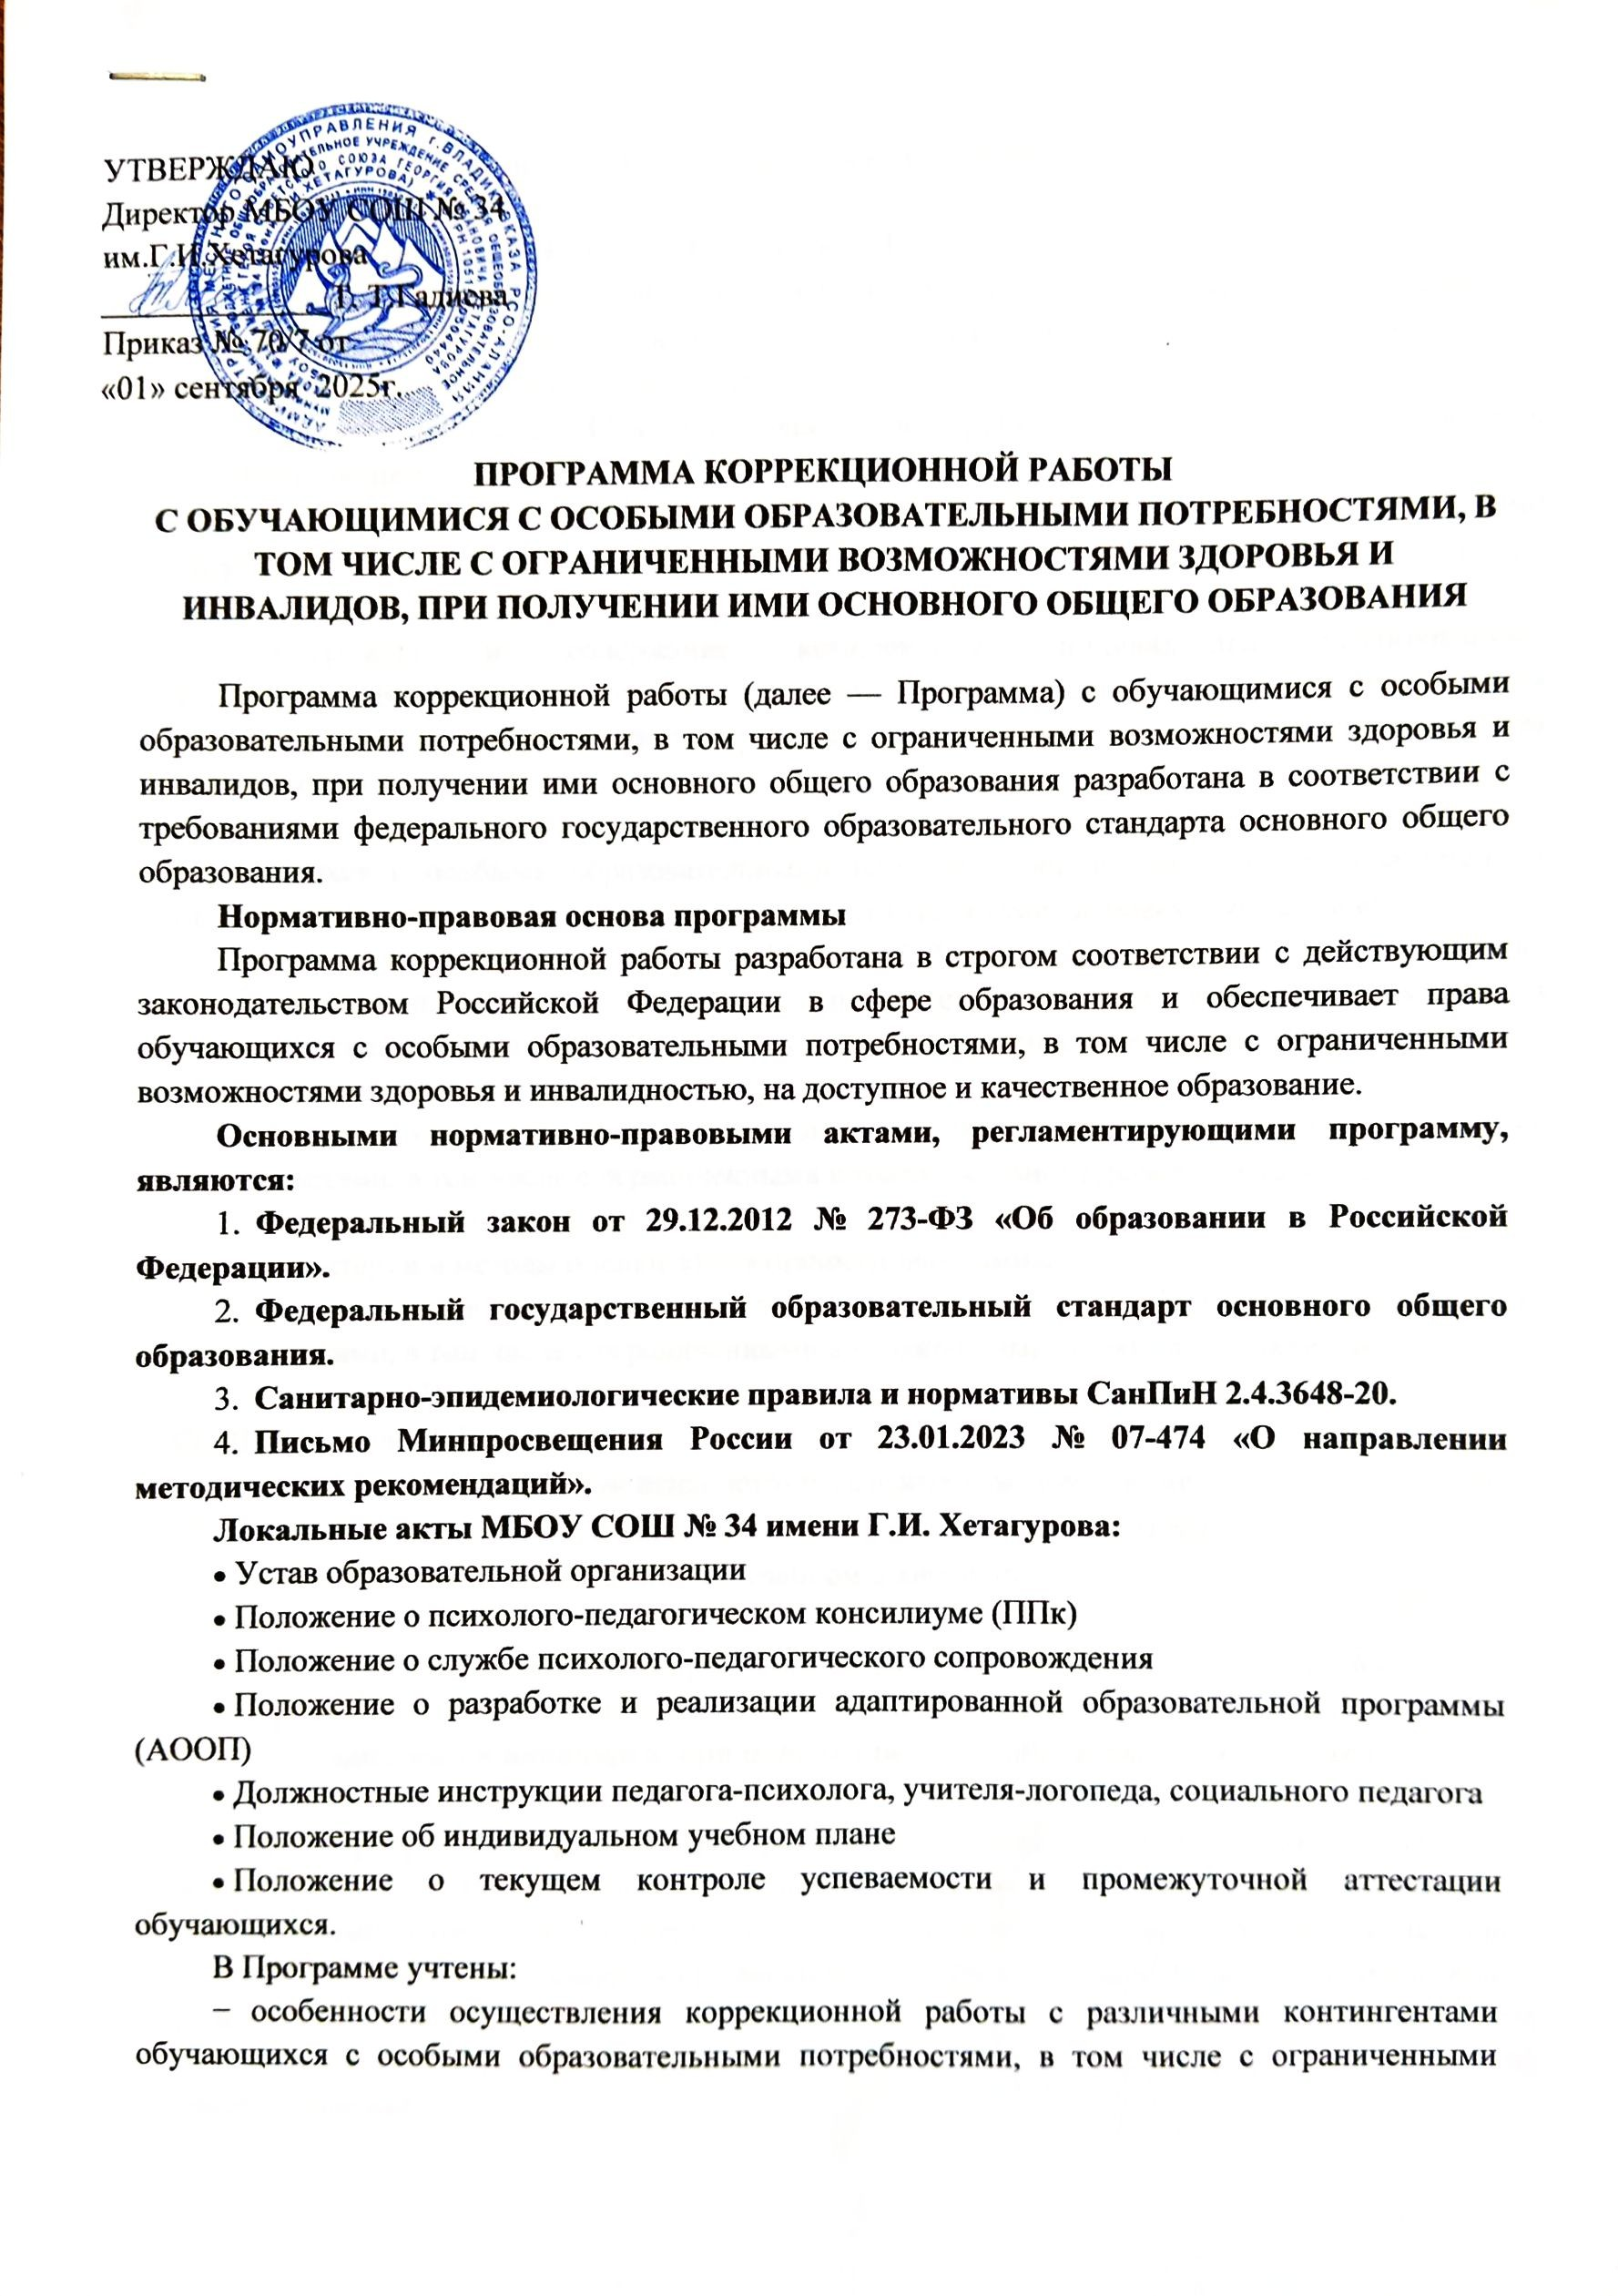 УТВЕРЖДАЮ
Директор МБОУ СОШ № 34
им.Г.И.Хетагурова
Т.Гадиева
Приказ № 70/7 от
«01» сентября 2025г.
ПРОГРАММА КОРРЕКЦИОННОЙ РАБОТЫ
С ОБУЧАЮЩИМИСЯ С ОСОБЫМИ ОБРАЗОВАТЕЛЬНЫМИ ПОТРЕБНОСТЯМИ, В
ТОМ ЧИСЛЕ С ОГРАНИЧЕННЫМИ ВОЗМОЖНОСТЯМИ ЗДОРОВЬЯ И
ИНВАЛИДОВ, ПРИ ПОЛУЧЕНИИ ИМИ ОСНОВНОГО ОБЩЕГО ОБРАЗОВАНИЯ
Программа коррекционной работы (далее — Программа) с обучающимися с особыми
образовательными потребностями, в том числе с ограниченными возможностями здоровья и
инвалидов, при получении ими основного общего образования разработана в соответствии с
требованиями федерального государственного образовательного стандарта основного общего
образования.
Нормативно-правовая основа программы
Программа коррекционной работы разработана в строгом соответствии с действующим
законодательством Российской Федерации в сфере образования и обеспечивает права
обучающихся с особыми образовательными потребностями, в том числе с ограниченными
возможностями здоровья и инвалидностью, на доступное и качественное образование.
Основными нормативно-правовыми актами, регламентирующими программу,
являются:
1. Федеральный закон от 29.12.2012 № 273-ФЗ «Об образовании в Российской
Федерации».
2. Федеральный государственный образовательный стандарт основного общего
образования.
3. Санитарно-эпидемиологические правила и нормативы СанПиН 2.4.3648-20.
4. Письмо Минпросвещения России от 23.01.2023 № 07-474 «О направлении
методических рекомендаций».
Локальные акты МБОУ СОШ № 34 имени Г.И. Хетагурова:
• Устав образовательной организации
• Положение о психолого-педагогическом консилиуме (ППк)
• Положение о службе психолого-педагогического сопровождения
• Положение о разработке и реализации адаптированной образовательной программы
(АООП)
• Должностные инструкции педагога-психолога, учителя-логопеда, социального педагога
• Положение об индивидуальном учебном плане
• Положение о текущем контроле успеваемости и промежуточной аттестации
обучающихся.
В Программе учтены:
− особенности осуществления коррекционной работы с различными контингентами
обучающихся с особыми образовательными потребностями, в том числе с ограниченными